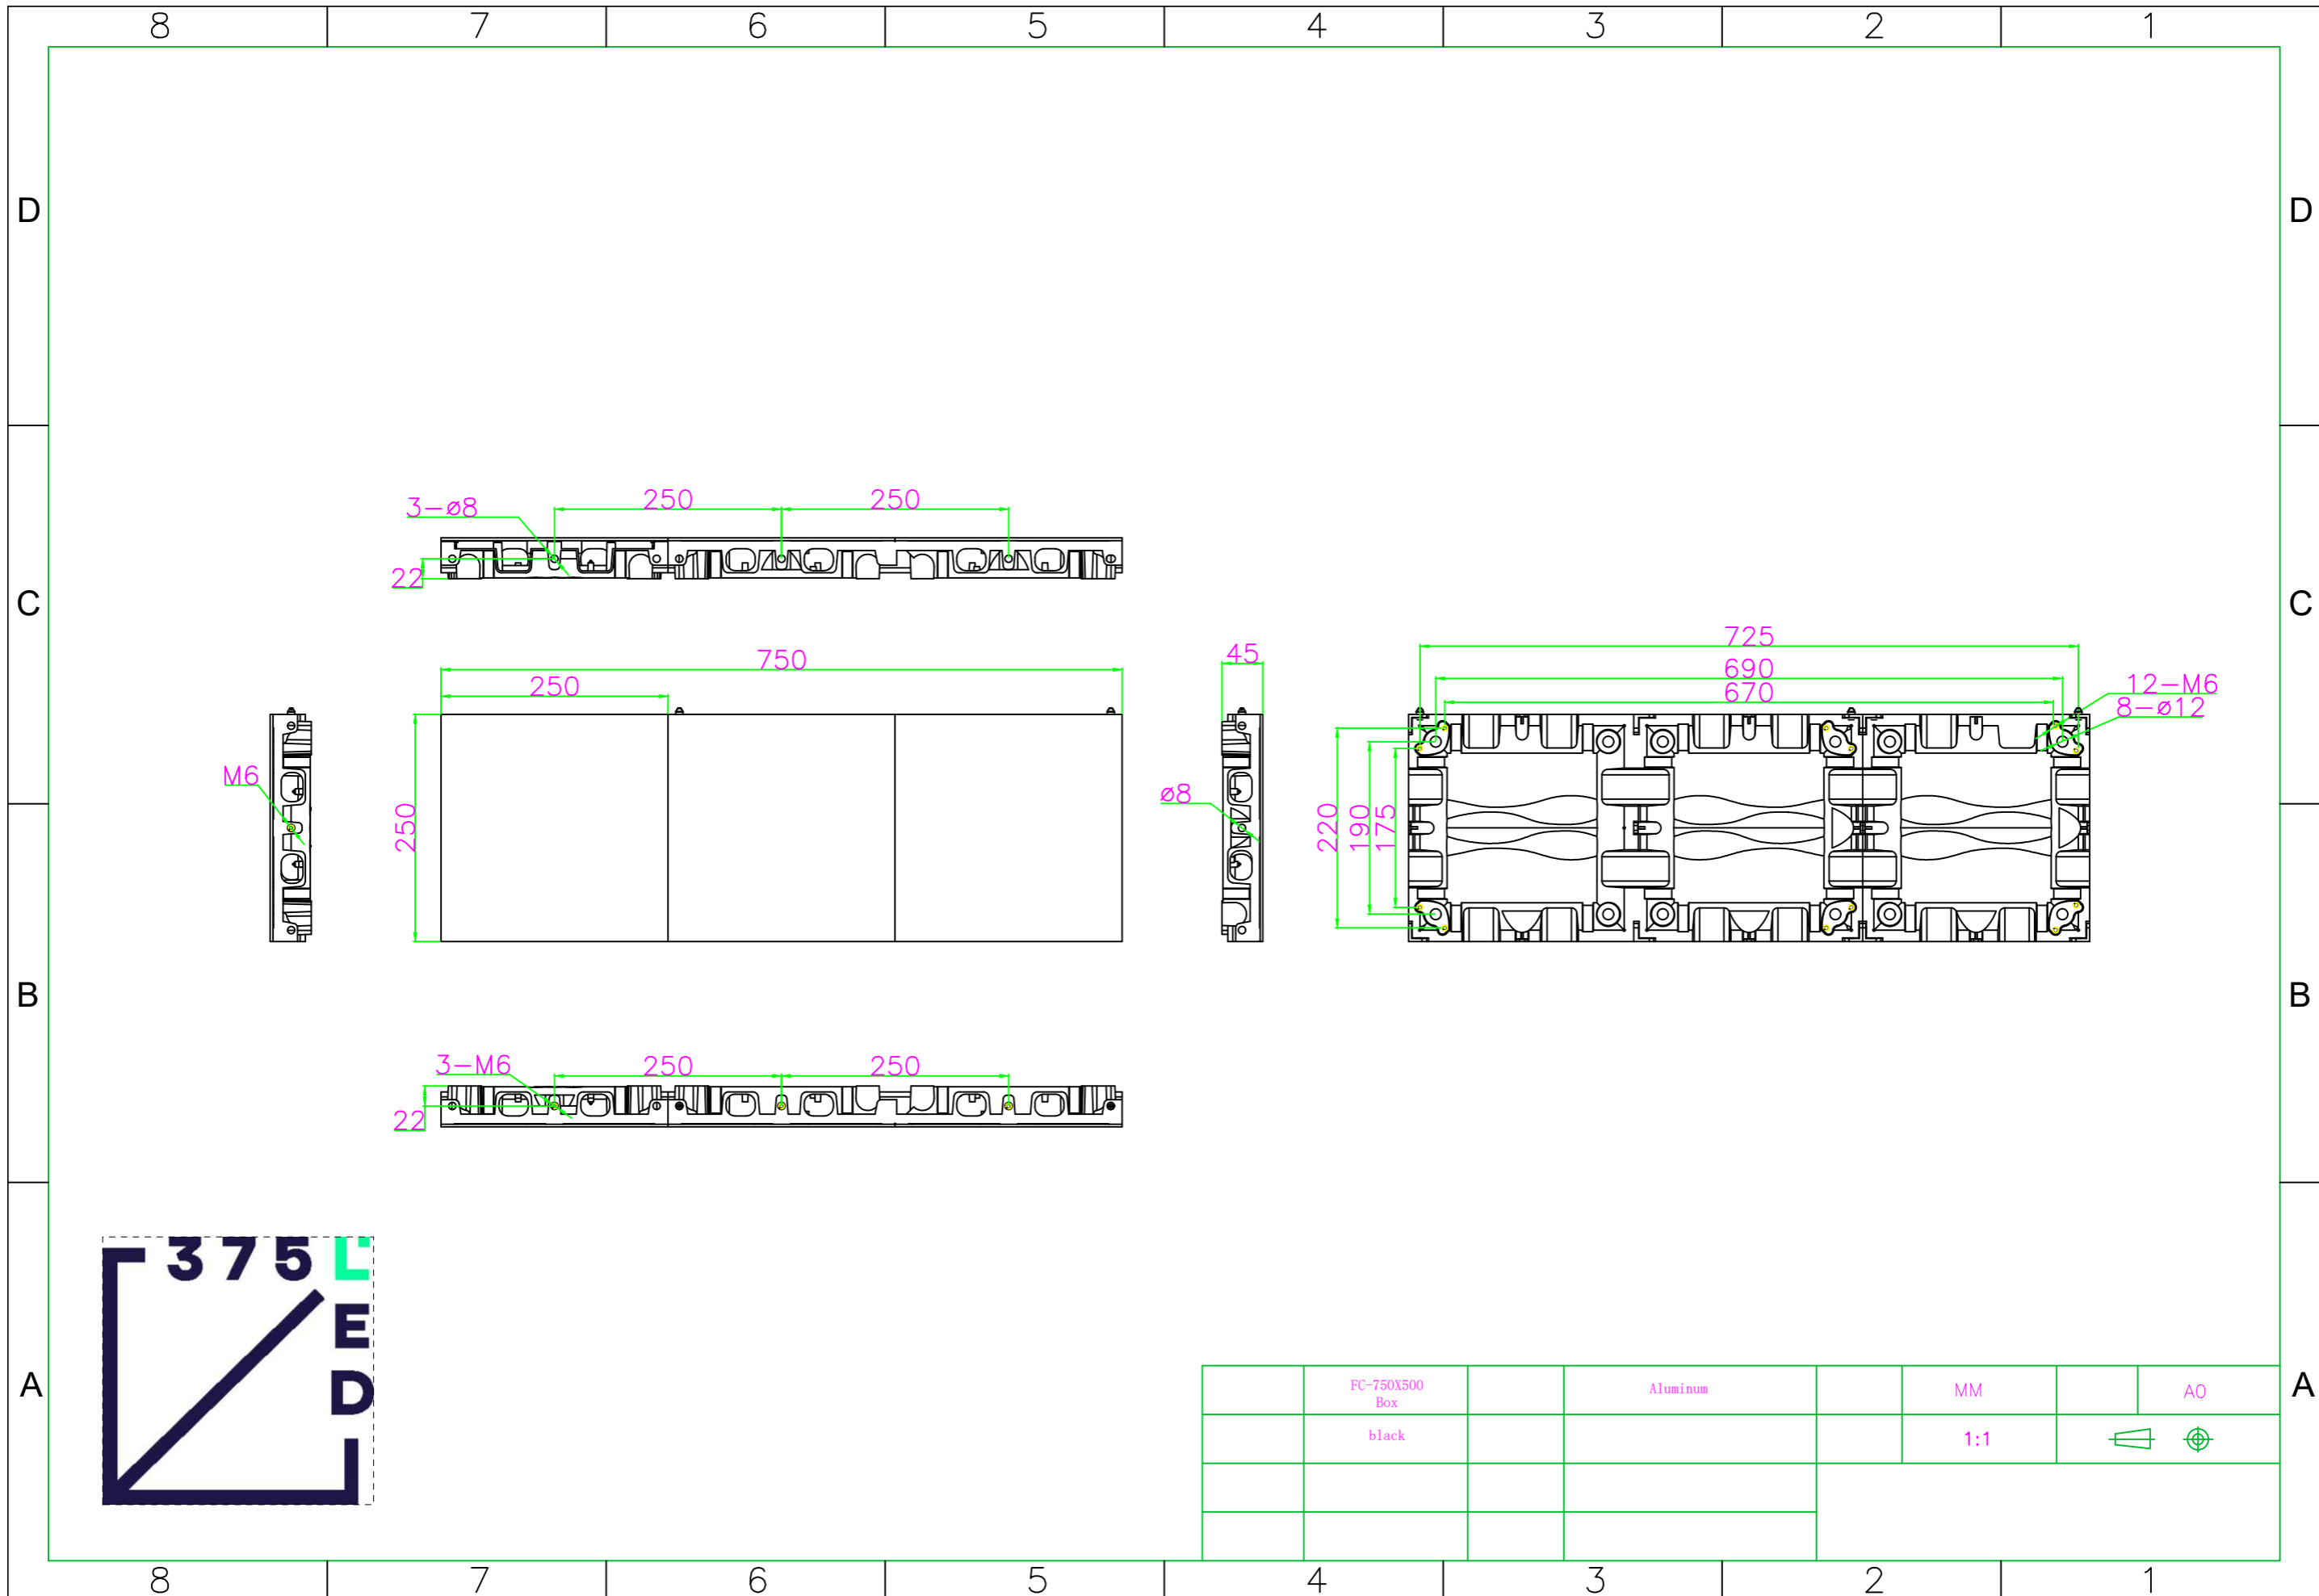 8 7 6 5 4 3 2 1
D D
3-ø8 250 250
22
C C
750
250
250
M6
45
ø8
725
690
670
12-M6
8-ø12
220
190
175
B B
3-M6 250 250
22
375L
E
D
A A
FC-750X500 Box Aluminum MM A0
black 1:1
8 7 6 5 4 3 2 1